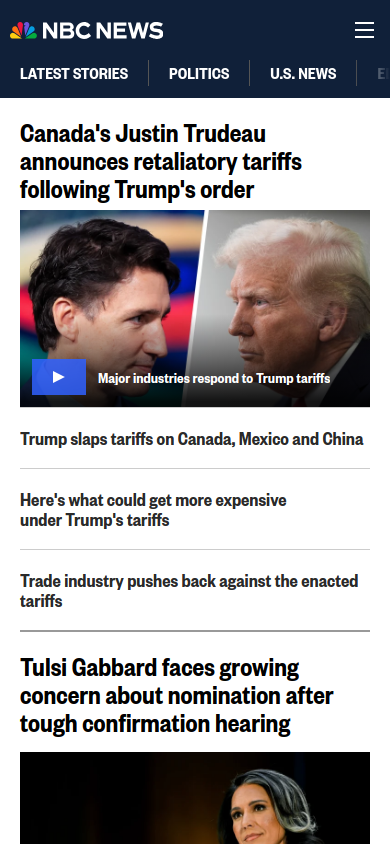 NBC NEWS
LATEST STORIES
POLITICS
U.S. NEWS
Canada's Justin Trudeau
announces retaliatory tariffs
following Trump's order
Major industries respond to Trump tariffs
Trump slaps tariffs on Canada, Mexico and China
Here's what could get more expensive
under Trump's tariffs
Trade industry pushes back against the enacted
tariffs
Tulsi Gabbard faces growing
concern about nomination after
tough confirmation hearing